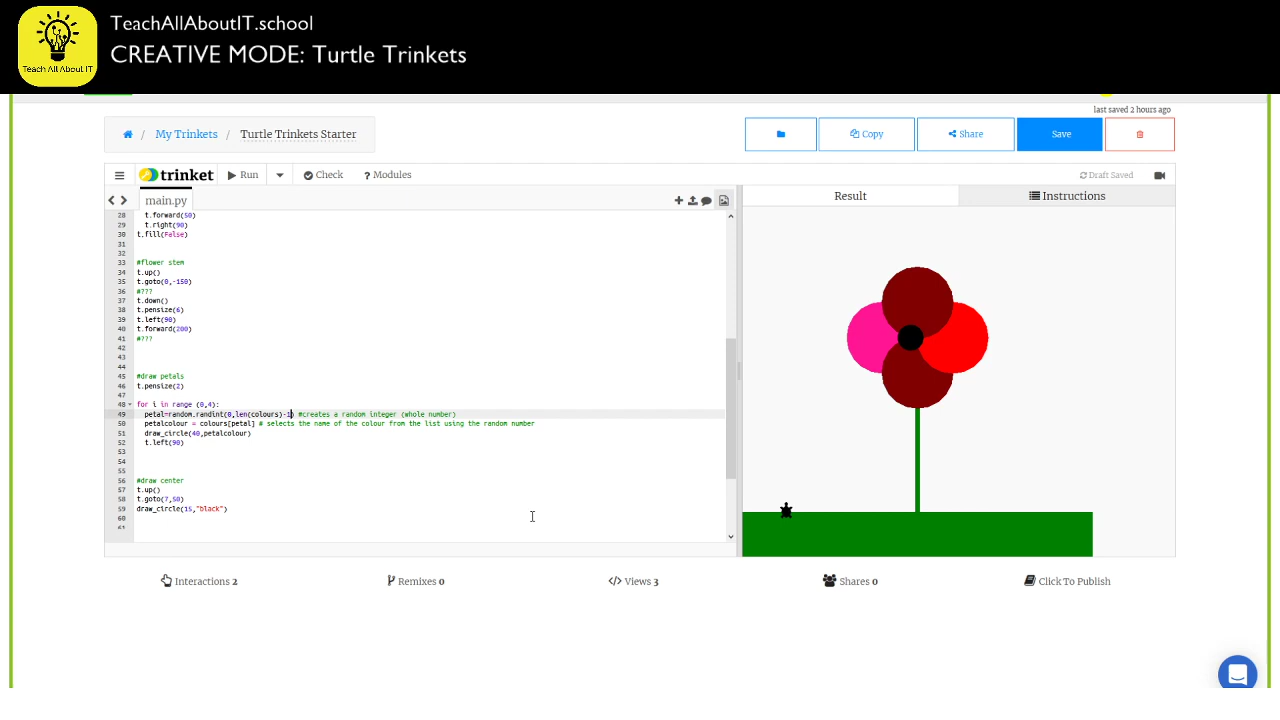 TeachAllAboutIT.school
CREATIVE MODE: Turtle Trinkets
Teach All About IT
last saved 2 hours ago
/ My Trinkets / Turtle Trinkets Starter
Copy Share Save
trinket Run Check ? Modules Draft Saved
main.py Result Instructions
28 t.forward(50)
29 t.right(90)
30 t.fill(False)
31
32
33 #flower stem
34 t.up()
35 t.goto(0,-150)
36 #???
37 t.down()
38 t.pensize(6)
39 t.left(90)
40 t.forward(200)
41 #???
42
43
44
45 #draw petals
46 t.pensize(2)
47
48 for i in range (0,4):
49 petal=random.randint(0,len(colours)-1) #creates a random integer (whole number)
50 petalcolour = colours[petal] # selects the name of the colour from the list using the random number
51 draw_circle(40,petalcolour)
52 t.left(90)
53
54
55
56 #draw center
57 t.up()
58 t.goto(7,50)
59 draw_circle(15,"black")
60
61
Interactions 2 Remixes 0 </> Views 3 Shares 0 Click To Publish